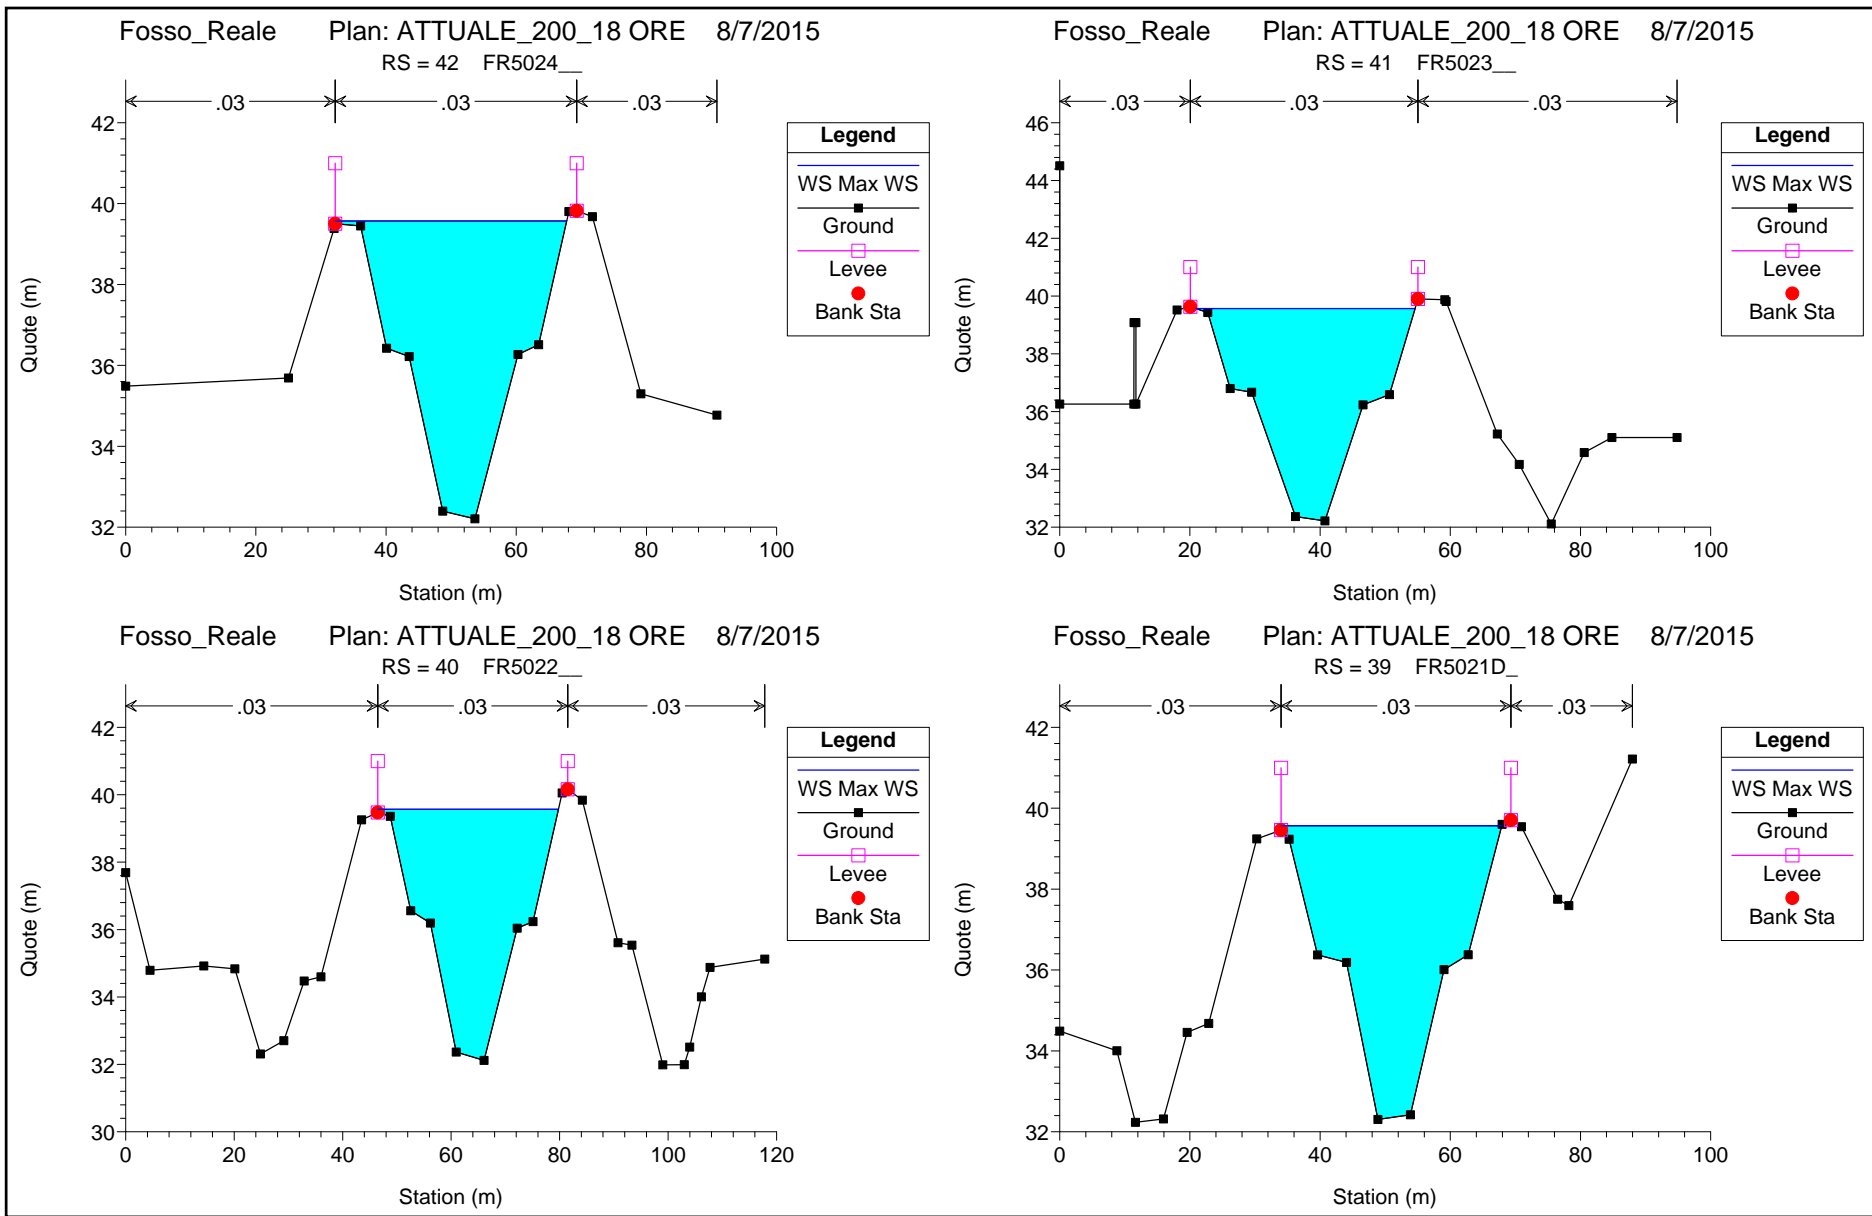 Fosso_Reale Plan: ATTUALE_200_18 ORE 8/7/2015
RS = 42 FR5024__
.03 .03 .03
42
40
38
36
34
32
Quote (m)
0 20 40 60 80 100
Station (m)
Legend
WS Max WS
Ground
Levee
Bank Sta
Fosso_Reale Plan: ATTUALE_200_18 ORE 8/7/2015
RS = 41 FR5023__
.03 .03 .03
46
44
42
40
38
36
34
32
Quote (m)
0 20 40 60 80 100
Station (m)
Legend
WS Max WS
Ground
Levee
Bank Sta
Fosso_Reale Plan: ATTUALE_200_18 ORE 8/7/2015
RS = 40 FR5022__
.03 .03 .03
42
40
38
36
34
32
30
Quote (m)
0 20 40 60 80 100 120
Station (m)
Legend
WS Max WS
Ground
Levee
Bank Sta
Fosso_Reale Plan: ATTUALE_200_18 ORE 8/7/2015
RS = 39 FR5021D_
.03 .03 .03
42
40
38
36
34
32
Quote (m)
0 20 40 60 80 100
Station (m)
Legend
WS Max WS
Ground
Levee
Bank Sta